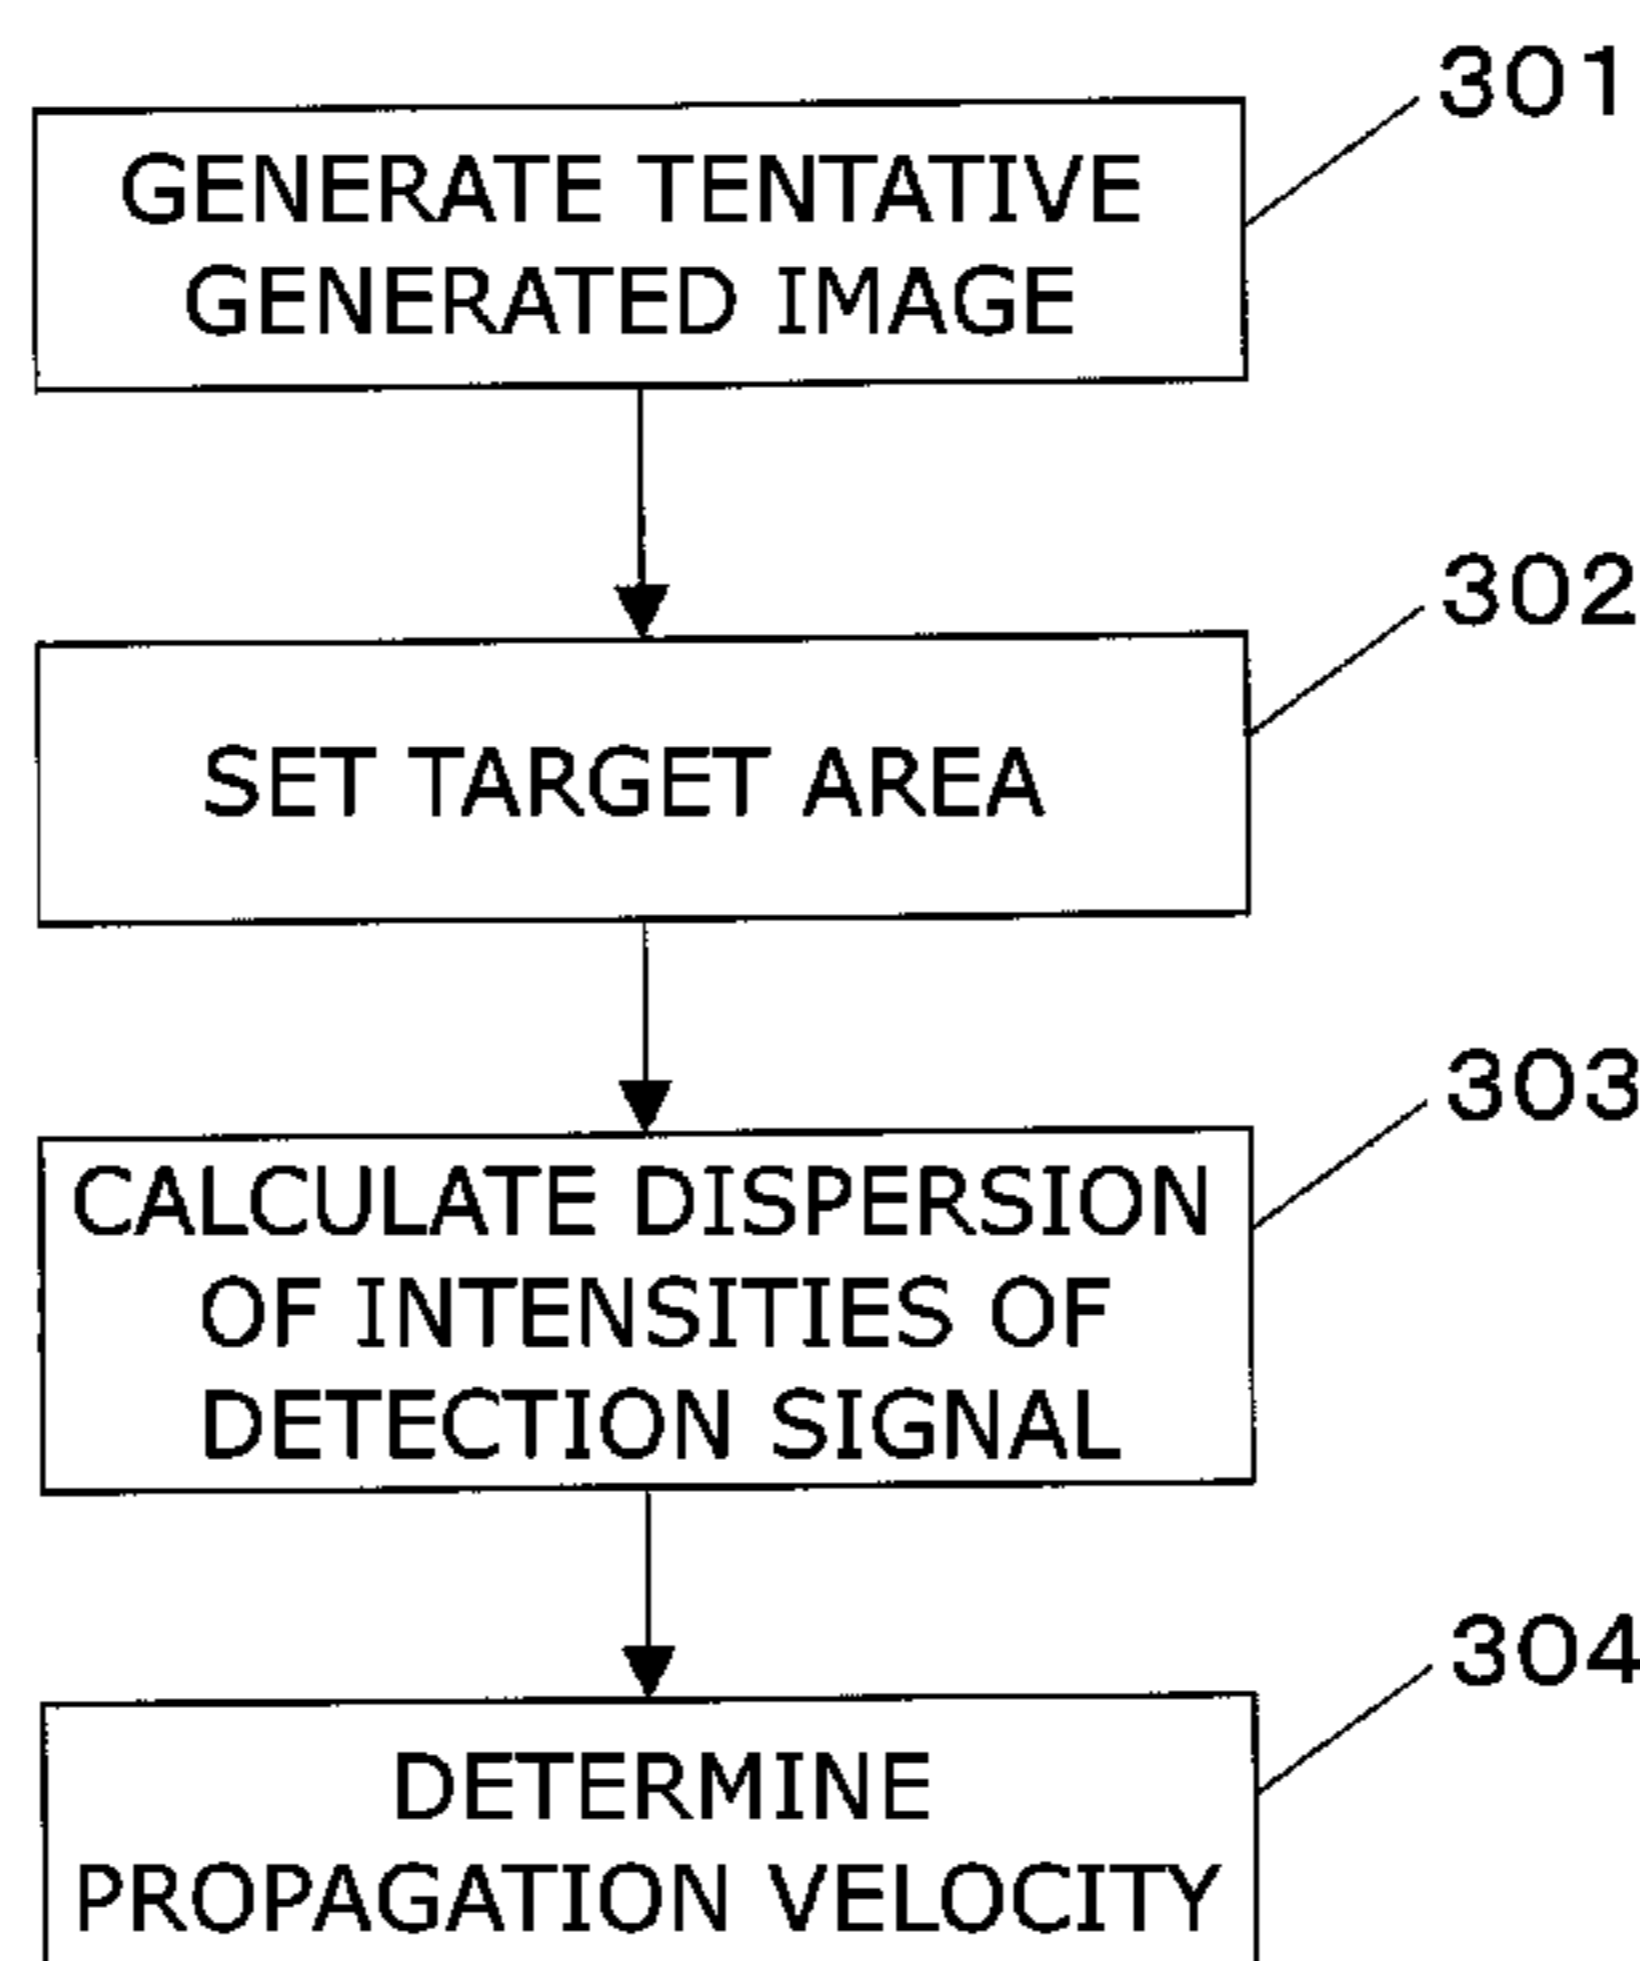 301
GENERATE TENTATIVE
GENERATED IMAGE
302
SET TARGET AREA
303
CALCULATE DISPERSION
OF INTENSITIES OF
DETECTION SIGNAL
304
DETERMINE
PROPAGATION VELOCITY